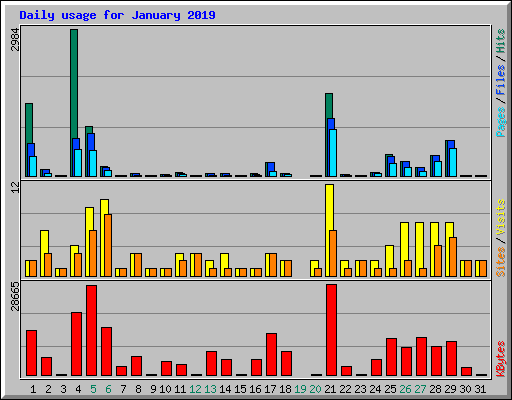 Daily usage for January 2019
2984
Pages / Files / Hits
12
Sites / Visits
28665
KBytes
1 2 3 4 5 6 7 8 9 10 11 12 13 14 15 16 17 18 19 20 21 22 23 24 25 26 27 28 29 30 31